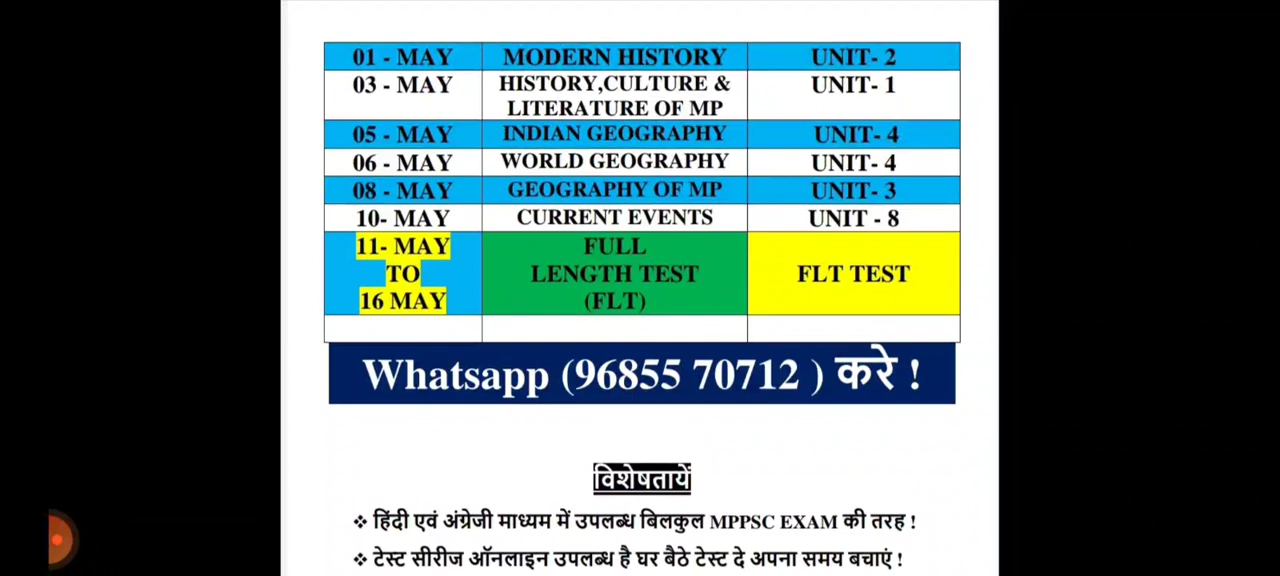 01 - MAY MODERN HISTORY UNIT- 2
03 - MAY HISTORY,CULTURE & UNIT- 1
LITERATURE OF MP
05 - MAY INDIAN GEOGRAPHY UNIT- 4
06 - MAY WORLD GEOGRAPHY UNIT- 4
08 - MAY GEOGRAPHY OF MP UNIT- 3
10- MAY CURRENT EVENTS UNIT - 8
11- MAY FULL
TO LENGTH TEST FLT TEST
16 MAY (FLT)
Whatsapp (96855 70712 ) करे !
विशेषतायें
❖ हिंदी एवं अंग्रेजी माध्यम में उपलब्ध बिलकुल MPPSC EXAM की तरह !
❖ टेस्ट सीरीज ऑनलाइन उपलब्ध है घर बैठे टेस्ट दे अपना समय बचाएं !